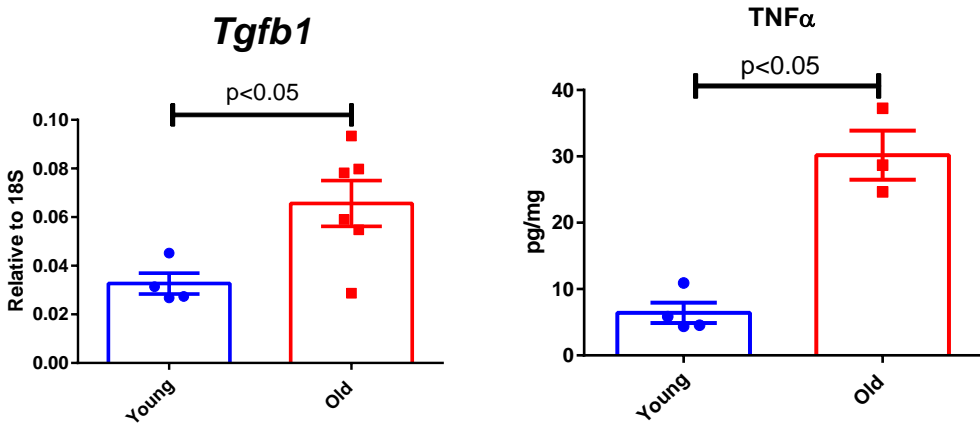 Tgfb1
p<0.05
Relative to 18S
0.10
0.08
0.06
0.04
0.02
0.00
Young
Old
TNFα
p<0.05
pg/mg
40
30
20
10
0
Young
Old